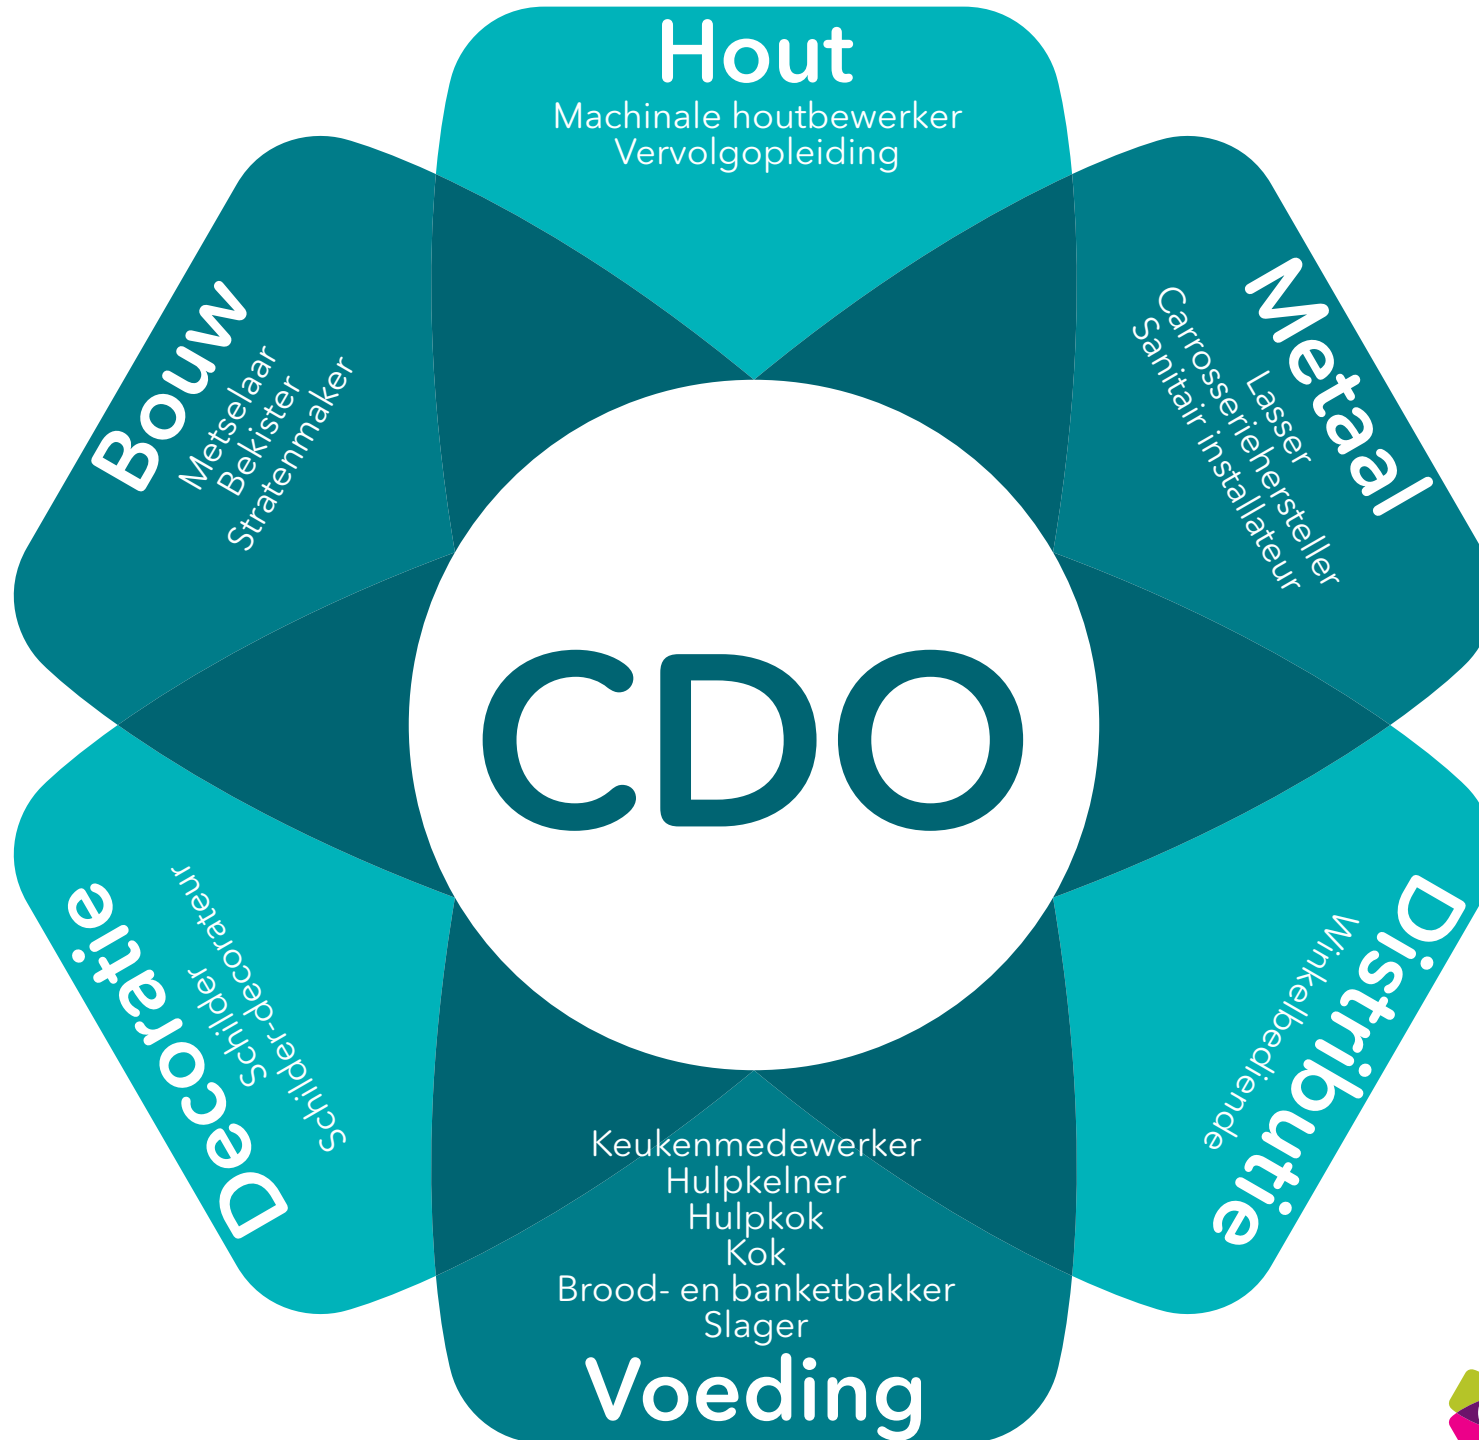 Hout
Machinale houtbewerker
Vervolgopleiding
Metaal
Lasser
Carrosseriehersteller
Sanitair installateur
Distributie
Winkelbediende
Keukenmedewerker
Hulpkelner
Hulpkok
Kok
Brood- en banketbakker
Slager
Voeding
Decoratie
Schilder
Schilder-decorateur
Bouw
Metselaar
Bekister
Stratenmaker
CDO